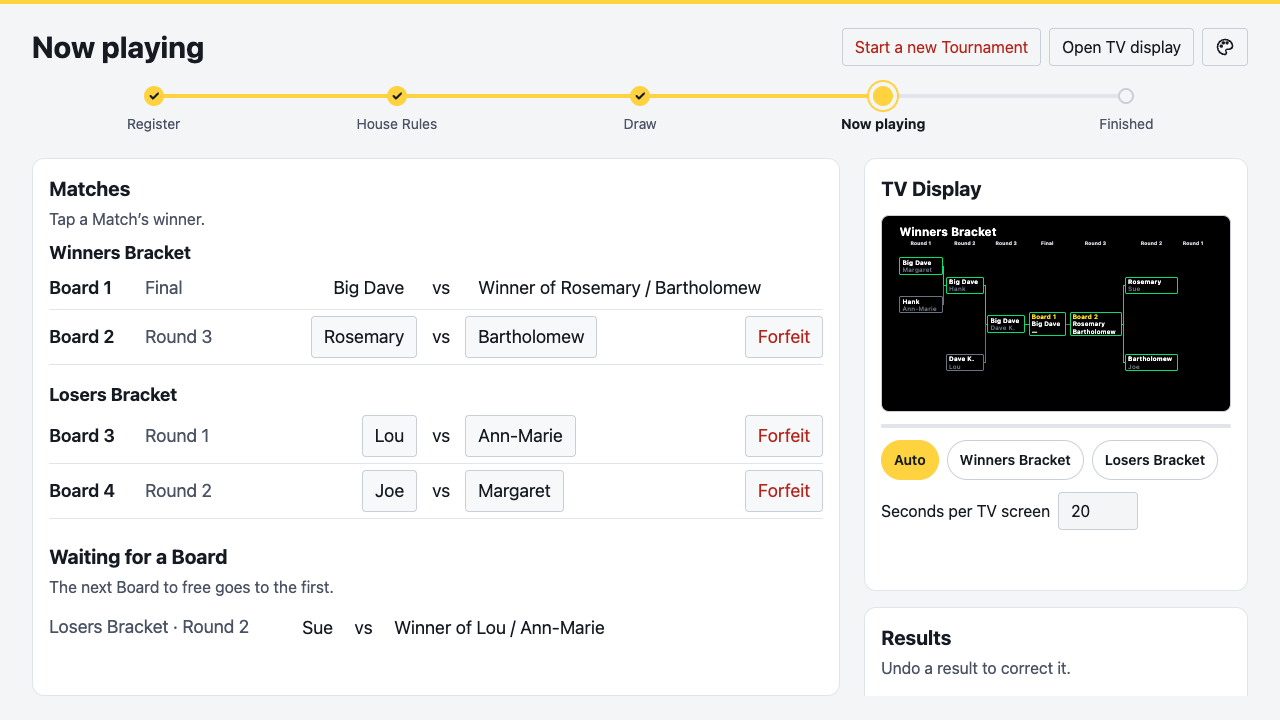 Now playing
Start a new Tournament
Open TV display
Register
House Rules
Draw
Now playing
Finished
Matches
Tap a Match’s winner.
Winners Bracket
Board 1 Final Big Dave vs Winner of Rosemary / Bartholomew
Board 2 Round 3 Rosemary vs Bartholomew Forfeit
Losers Bracket
Board 3 Round 1 Lou vs Ann-Marie Forfeit
Board 4 Round 2 Joe vs Margaret Forfeit
Waiting for a Board
The next Board to free goes to the first.
Losers Bracket · Round 2 Sue vs Winner of Lou / Ann-Marie
TV Display
Winners Bracket
Round 1 Round 2 Round 3 Final Round 3 Round 2 Round 1
Big Dave
Margaret
Hank
Ann-Marie
Big Dave
Hank
Dave K.
Lou
Big Dave
Dave K.
Board 1
Big Dave
—
Board 2
Rosemary
Bartholomew
Rosemary
Sue
Bartholomew
Joe
Auto
Winners Bracket
Losers Bracket
Seconds per TV screen 20
Results
Undo a result to correct it.